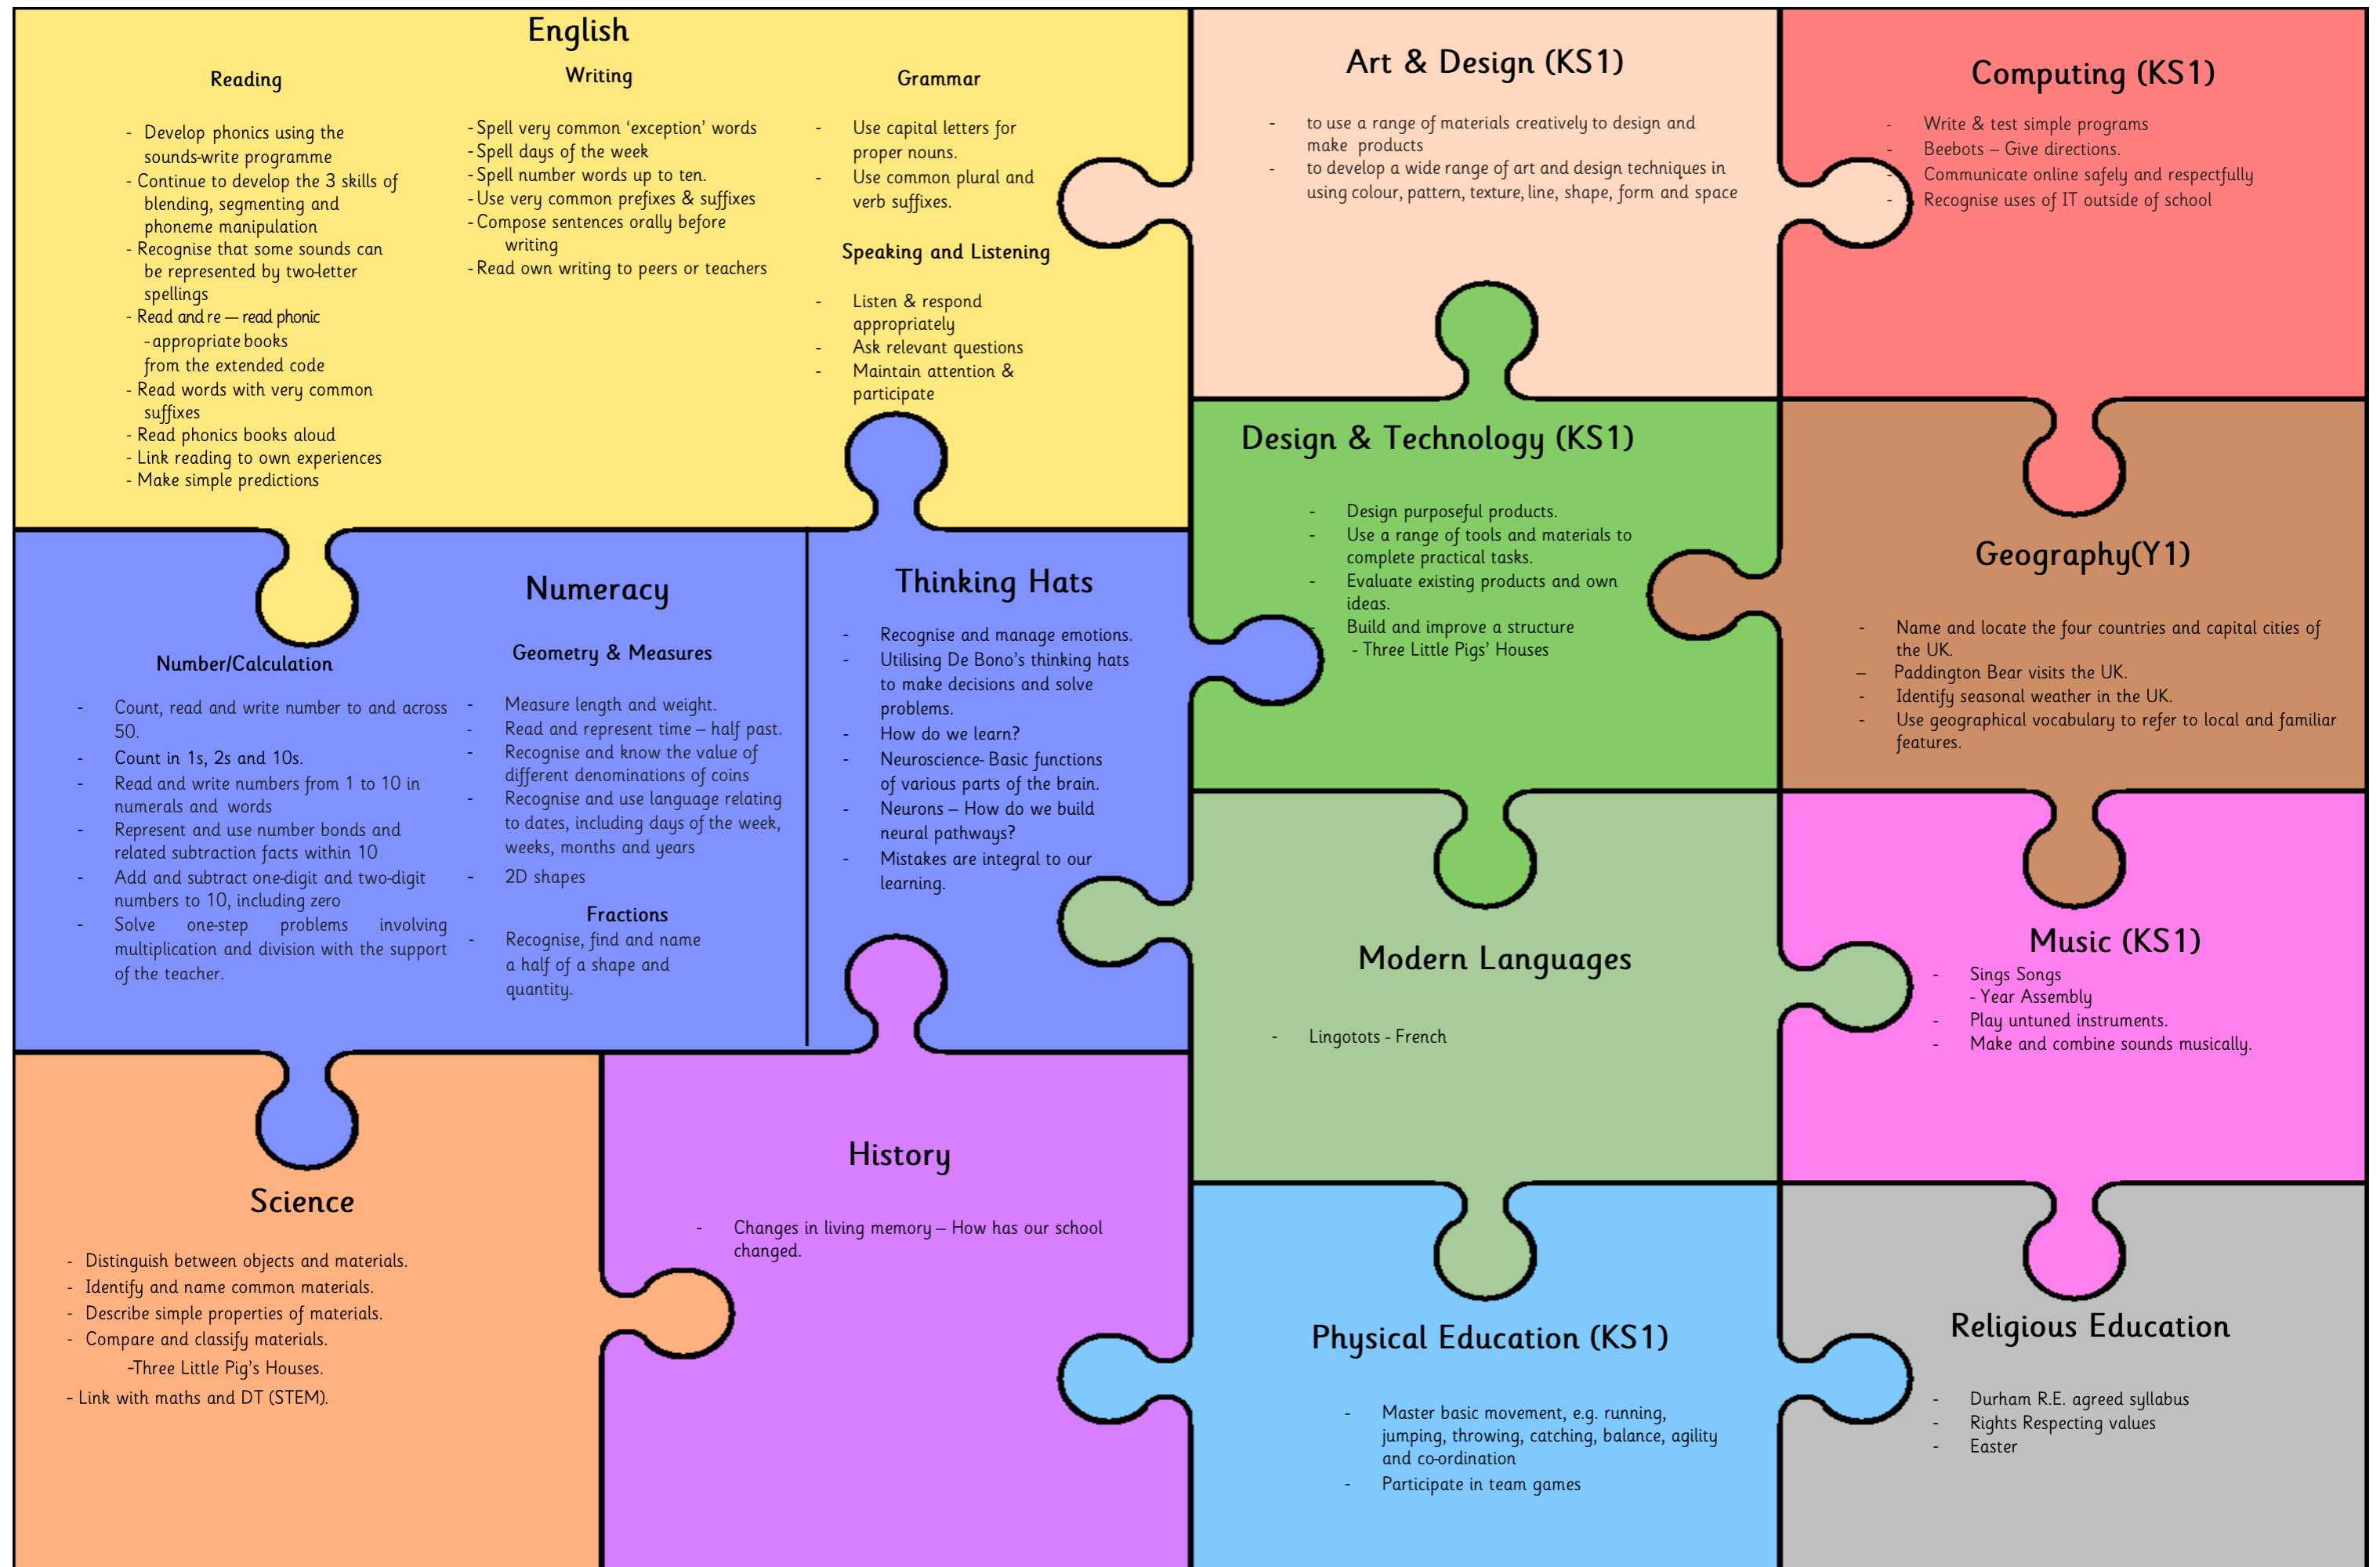 English
Reading
- Develop phonics using the
sounds-write programme
- Continue to develop the 3 skills of
blending, segmenting and
phoneme manipulation
- Recognise that some sounds can
be represented by two-letter
spellings
- Read and re – read phonic
- appropriate books
from the extended code
- Read words with very common
suffixes
- Read phonics books aloud
- Link reading to own experiences
- Make simple predictions
Writing
- Spell very common ‘exception’ words
- Spell days of the week
- Spell number words up to ten.
- Use very common prefixes & suffixes
- Compose sentences orally before
writing
- Read own writing to peers or teachers
Grammar
- Use capital letters for
proper nouns.
- Use common plural and
verb suffixes.
Speaking and Listening
- Listen & respond
appropriately
- Ask relevant questions
- Maintain attention &
participate
Art & Design (KS1)
- to use a range of materials creatively to design and
make products
- to develop a wide range of art and design techniques in
using colour, pattern, texture, line, shape, form and space
Computing (KS1)
- Write & test simple programs
- Beebots – Give directions.
- Communicate online safely and respectfully
- Recognise uses of IT outside of school
Numeracy
Number/Calculation
- Count, read and write number to and across
50.
- Count in 1s, 2s and 10s.
- Read and write numbers from 1 to 10 in
numerals and words
- Represent and use number bonds and
related subtraction facts within 10
- Add and subtract one-digit and two-digit
numbers to 10, including zero
- Solve one-step problems involving
multiplication and division with the support
of the teacher.
Geometry & Measures
- Measure length and weight.
- Read and represent time – half past.
- Recognise and know the value of
different denominations of coins
- Recognise and use language relating
to dates, including days of the week,
weeks, months and years
- 2D shapes
Fractions
- Recognise, find and name
a half of a shape and
quantity.
Thinking Hats
- Recognise and manage emotions.
- Utilising De Bono’s thinking hats
to make decisions and solve
problems.
- How do we learn?
- Neuroscience- Basic functions
of various parts of the brain.
- Neurons – How do we build
neural pathways?
- Mistakes are integral to our
learning.
Design & Technology (KS1)
- Design purposeful products.
- Use a range of tools and materials to
complete practical tasks.
- Evaluate existing products and own
ideas.
- Build and improve a structure
- Three Little Pigs’ Houses
Geography(Y1)
- Name and locate the four countries and capital cities of
the UK.
– Paddington Bear visits the UK.
- Identify seasonal weather in the UK.
- Use geographical vocabulary to refer to local and familiar
features.
Modern Languages
- Lingotots - French
Music (KS1)
- Sings Songs
- Year Assembly
- Play untuned instruments.
- Make and combine sounds musically.
Science
- Distinguish between objects and materials.
- Identify and name common materials.
- Describe simple properties of materials.
- Compare and classify materials.
-Three Little Pig’s Houses.
- Link with maths and DT (STEM).
History
- Changes in living memory – How has our school
changed.
Physical Education (KS1)
- Master basic movement, e.g. running,
jumping, throwing, catching, balance, agility
and co-ordination
- Participate in team games
Religious Education
- Durham R.E. agreed syllabus
- Rights Respecting values
- Easter